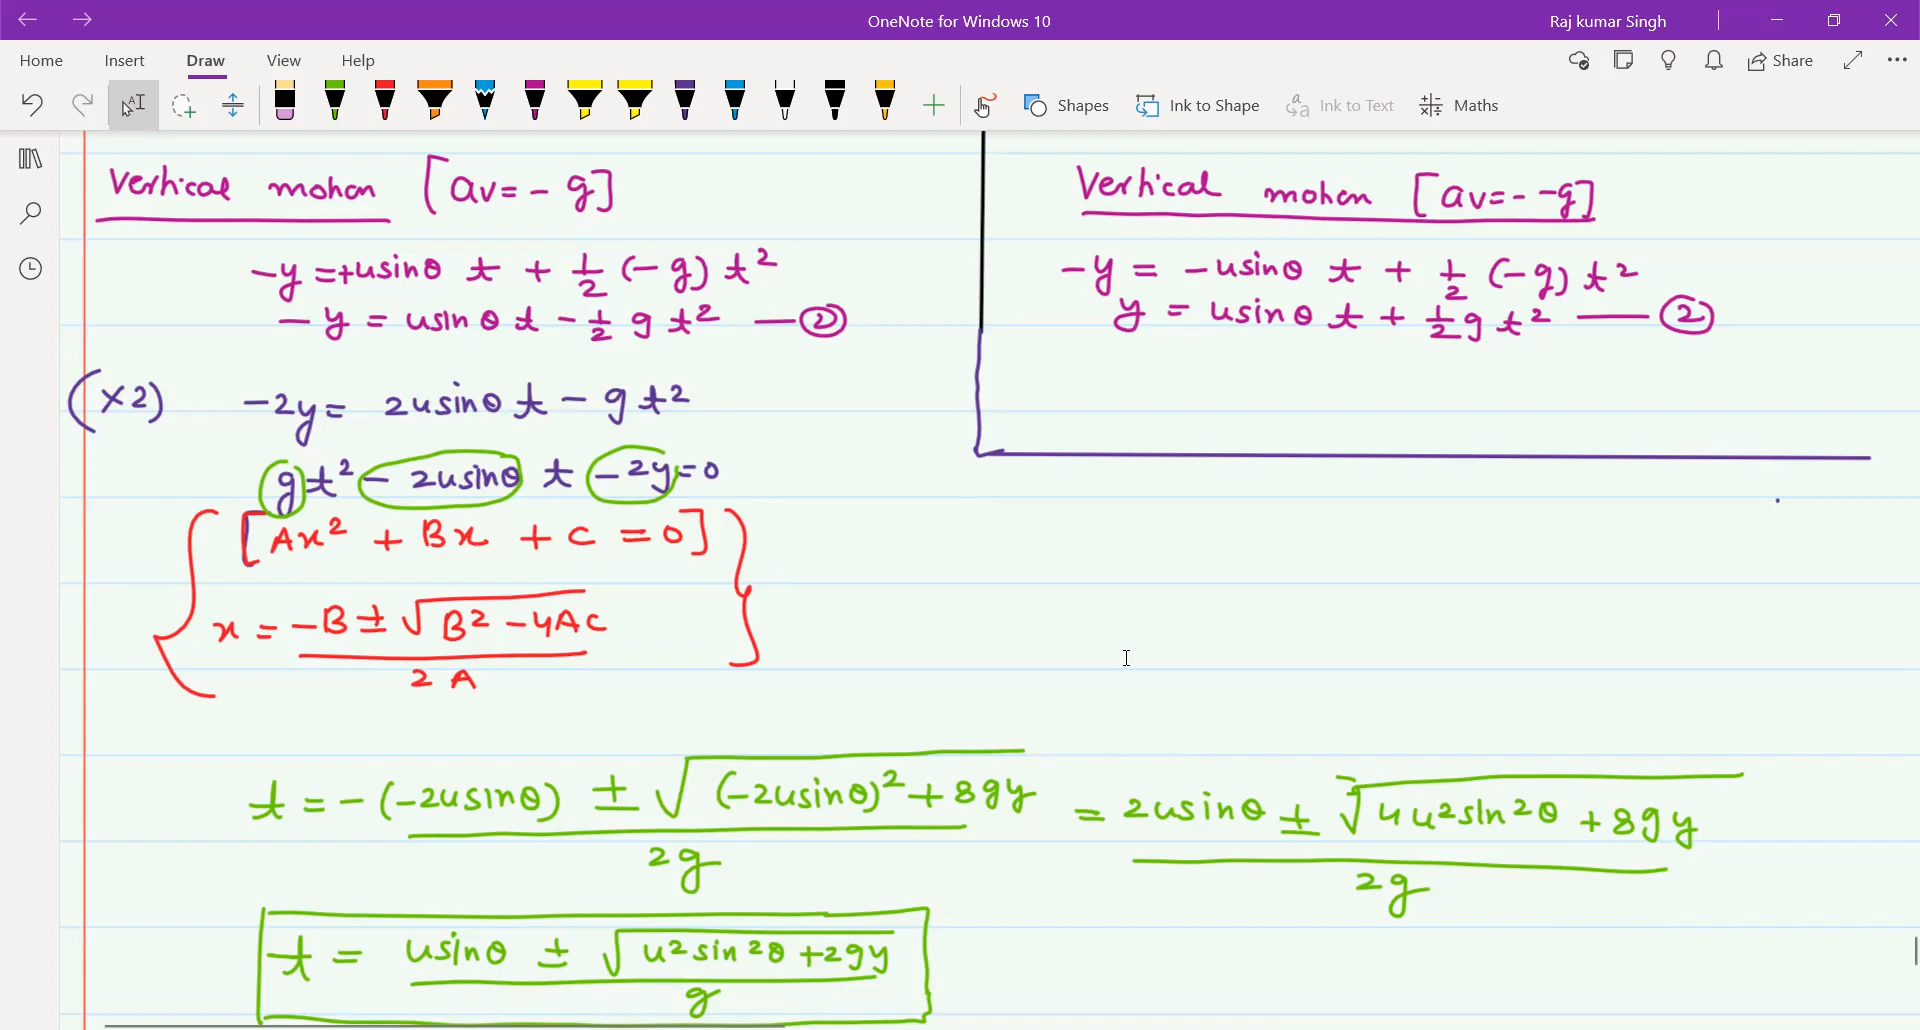 OneNote for Windows 10
Raj kumar Singh
Home Insert Draw View Help
Share
Shapes Ink to Shape Ink to Text Maths
Vertical motion [av = - g]
-y = +usinθ t + 1/2 (-g) t²
-y = usinθ t - 1/2 g t² — ②
(×2) -2y = 2usinθ t - g t²
g t² - 2usinθ t - 2y = 0
[Ax² + Bx + C = 0]
x = -B ± √B² - 4AC / 2A
Vertical motion [av = - -g]
-y = -usinθ t + 1/2 (-g) t²
y = usinθ t + 1/2 g t² — ②
t = -(-2usinθ) ± √(-2usinθ)² + 8gy / 2g = 2usinθ ± √4u²sin²θ + 8gy / 2g
t = usinθ ± √u²sin²θ + 2gy / g